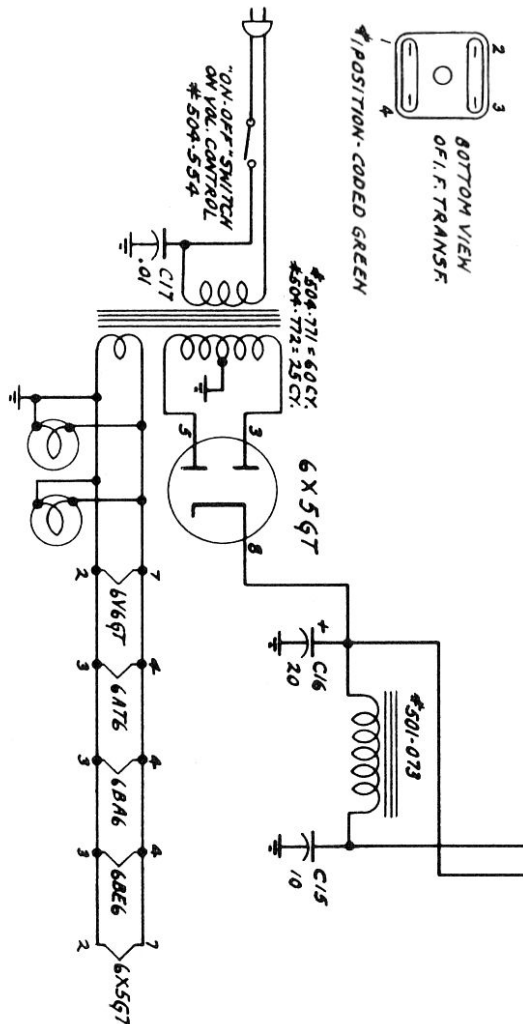 BOTTOM VIEW
OF I.F. TRANSF.
2
3
1
4
#1 POSITION - CODED GREEN
"ON-OFF" SWITCH
ON VOL. CONTROL
#504-554
C17
.01
#504-771 = 60 CY.
#504-772 = 25 CY.
6X5GT
5
3
8
+
C16
20
#501-073
C15
10
7
2
6V6GT
4
3
6AT6
4
3
6BA6
4
3
6BE6
7
2
6X5GT